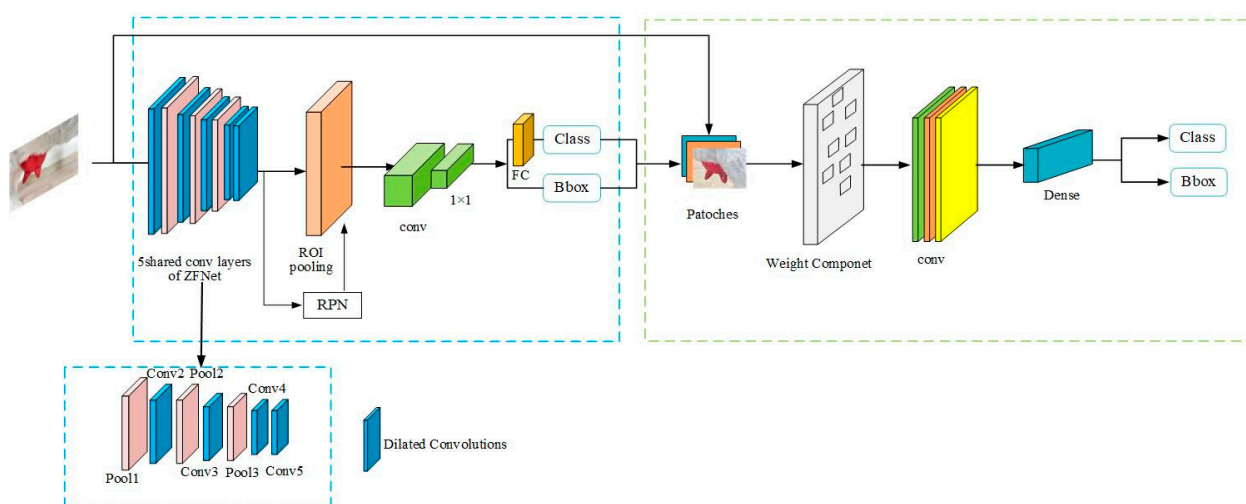 5shared conv layers
of ZFNet
ROI
pooling
RPN
conv
1×1
FC
Class
Bbox
Patoches
Weight Componet
conv
Dense
Class
Bbox
Conv2 Pool2
Conv4
Pool1
Conv3
Pool3
Conv5
Dilated Convolutions